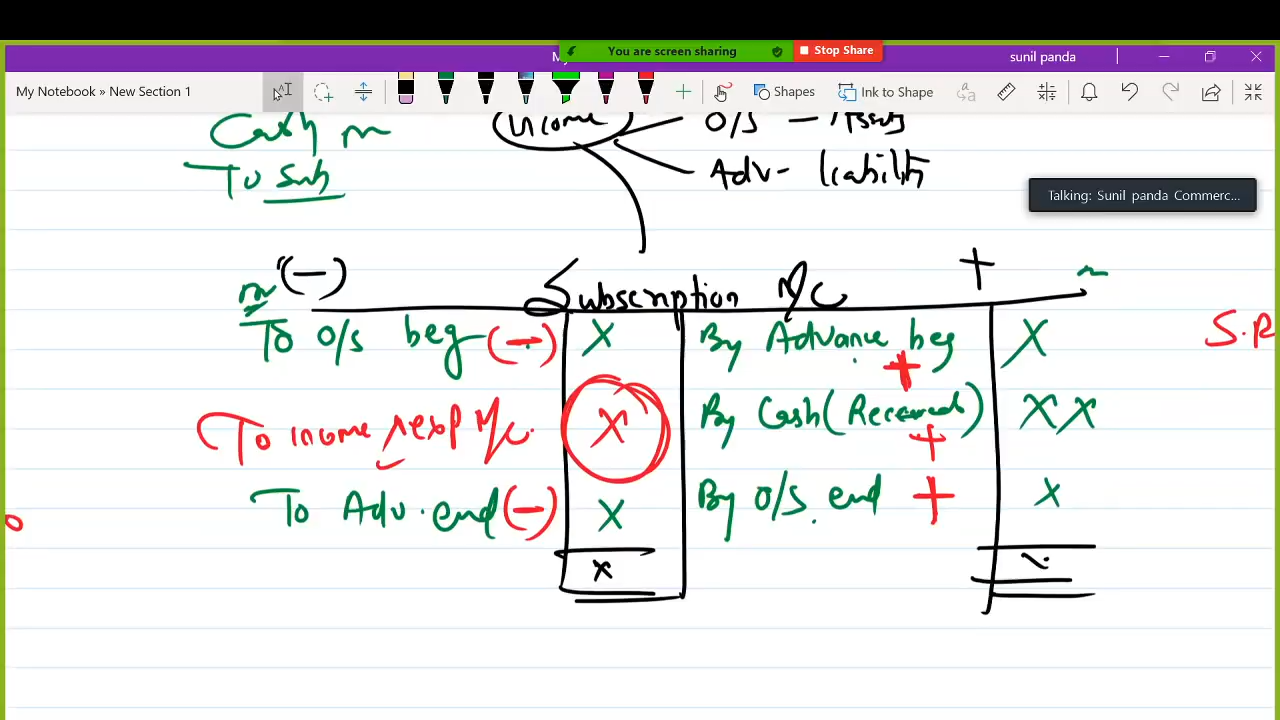 You are screen sharing
Stop Share
My
sunil panda
My Notebook » New Section 1
Shapes
Ink to Shape
Cash
Income
O/S — Assets
To Sub
Adv - liability
Talking: Sunil panda Commerc...
(-)
Subscription A/C
+
To O/S beg (-) X
By Advance beg + X
S.R
To income & exp A/C. X
By Cash (Received) + XX
To Adv. end (-) X
By O/S. end + X
x
x